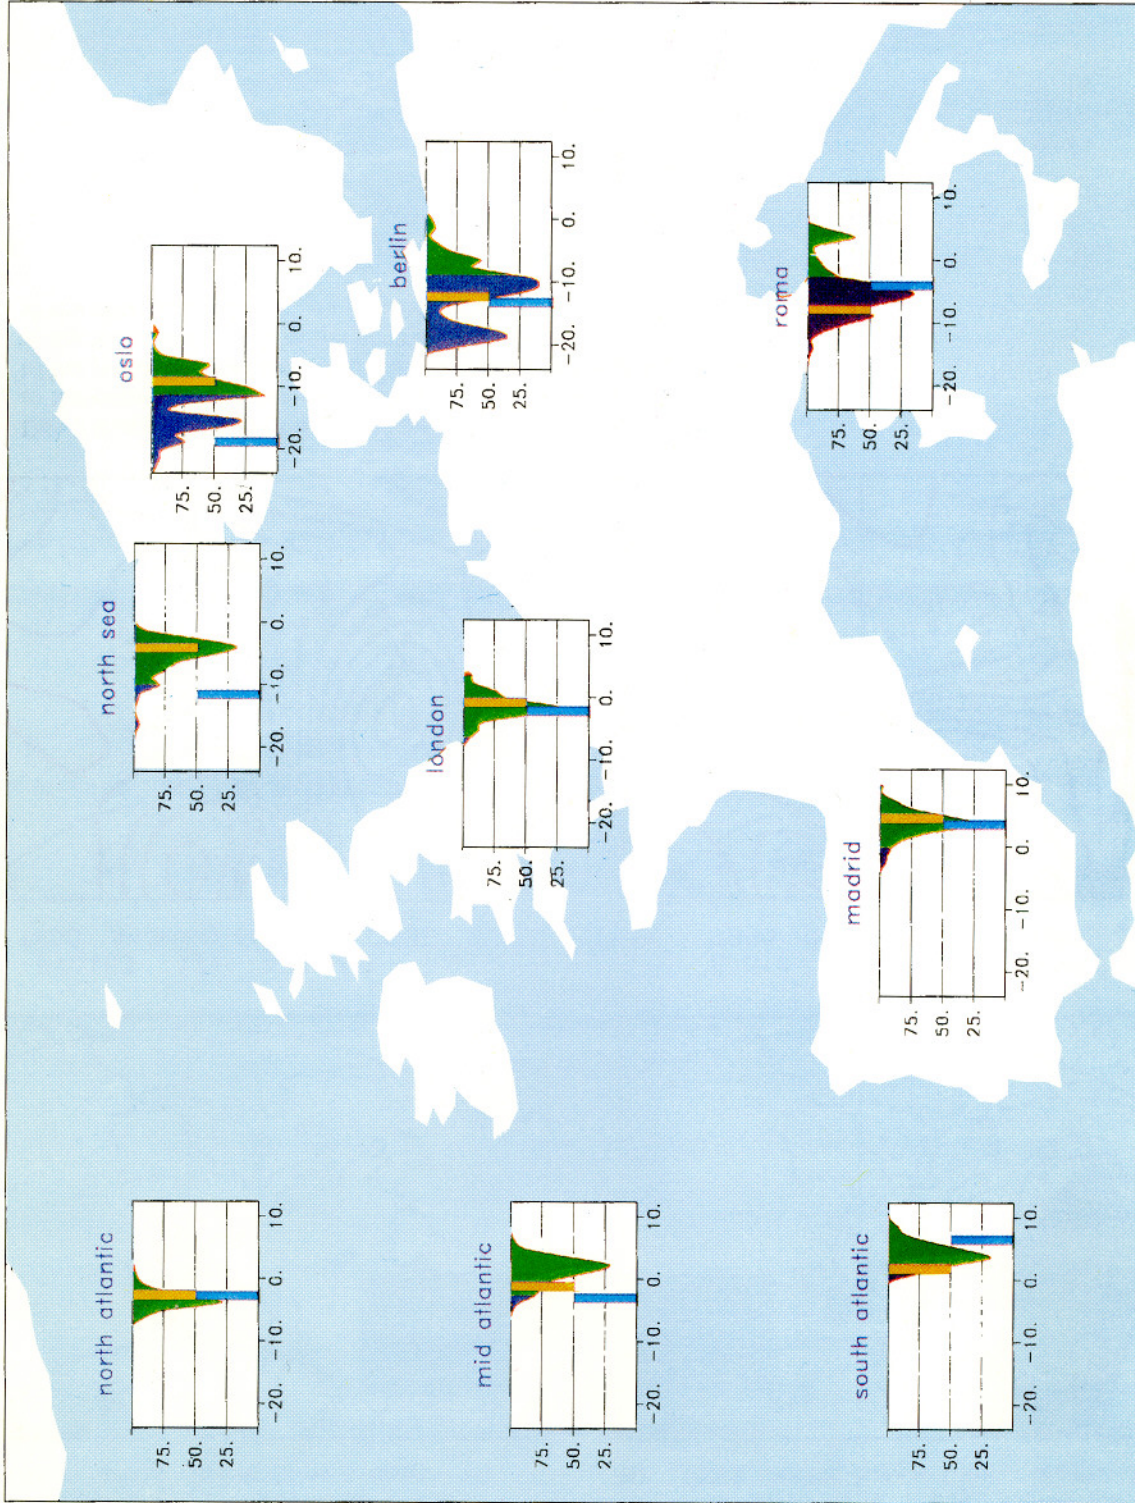 north atlantic
75.
50.
25.
-20. -10. 0. 10.
north sea
75.
50.
25.
-20. -10. 0. 10.
oslo
75.
50.
25.
-20. -10. 0. 10.
mid atlantic
75.
50.
25.
-20. -10. 0. 10.
london
75.
50.
25.
-20. -10. 0. 10.
berlin
75.
50.
25.
-20. -10. 0. 10.
south atlantic
75.
50.
25.
-20. -10. 0. 10.
madrid
75.
50.
25.
-20. -10. 0. 10.
roma
75.
50.
25.
-20. -10. 0. 10.